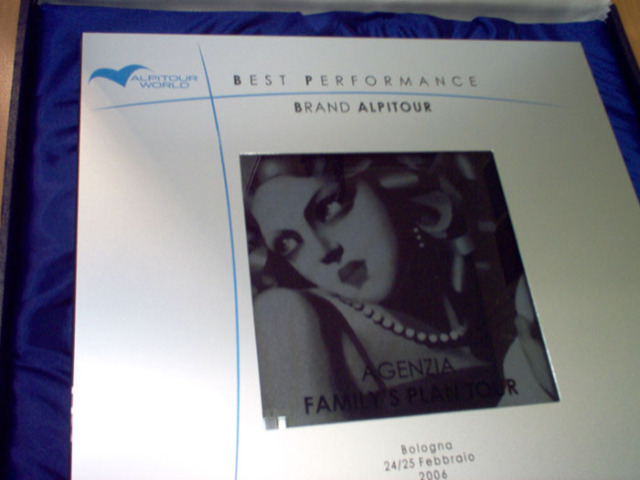 ALPITOUR
WORLD
BEST PERFORMANCE
BRAND ALPITOUR
AGENZIA
FAMILY'S PLAN TOUR
Bologna
24/25 Febbraio
2006